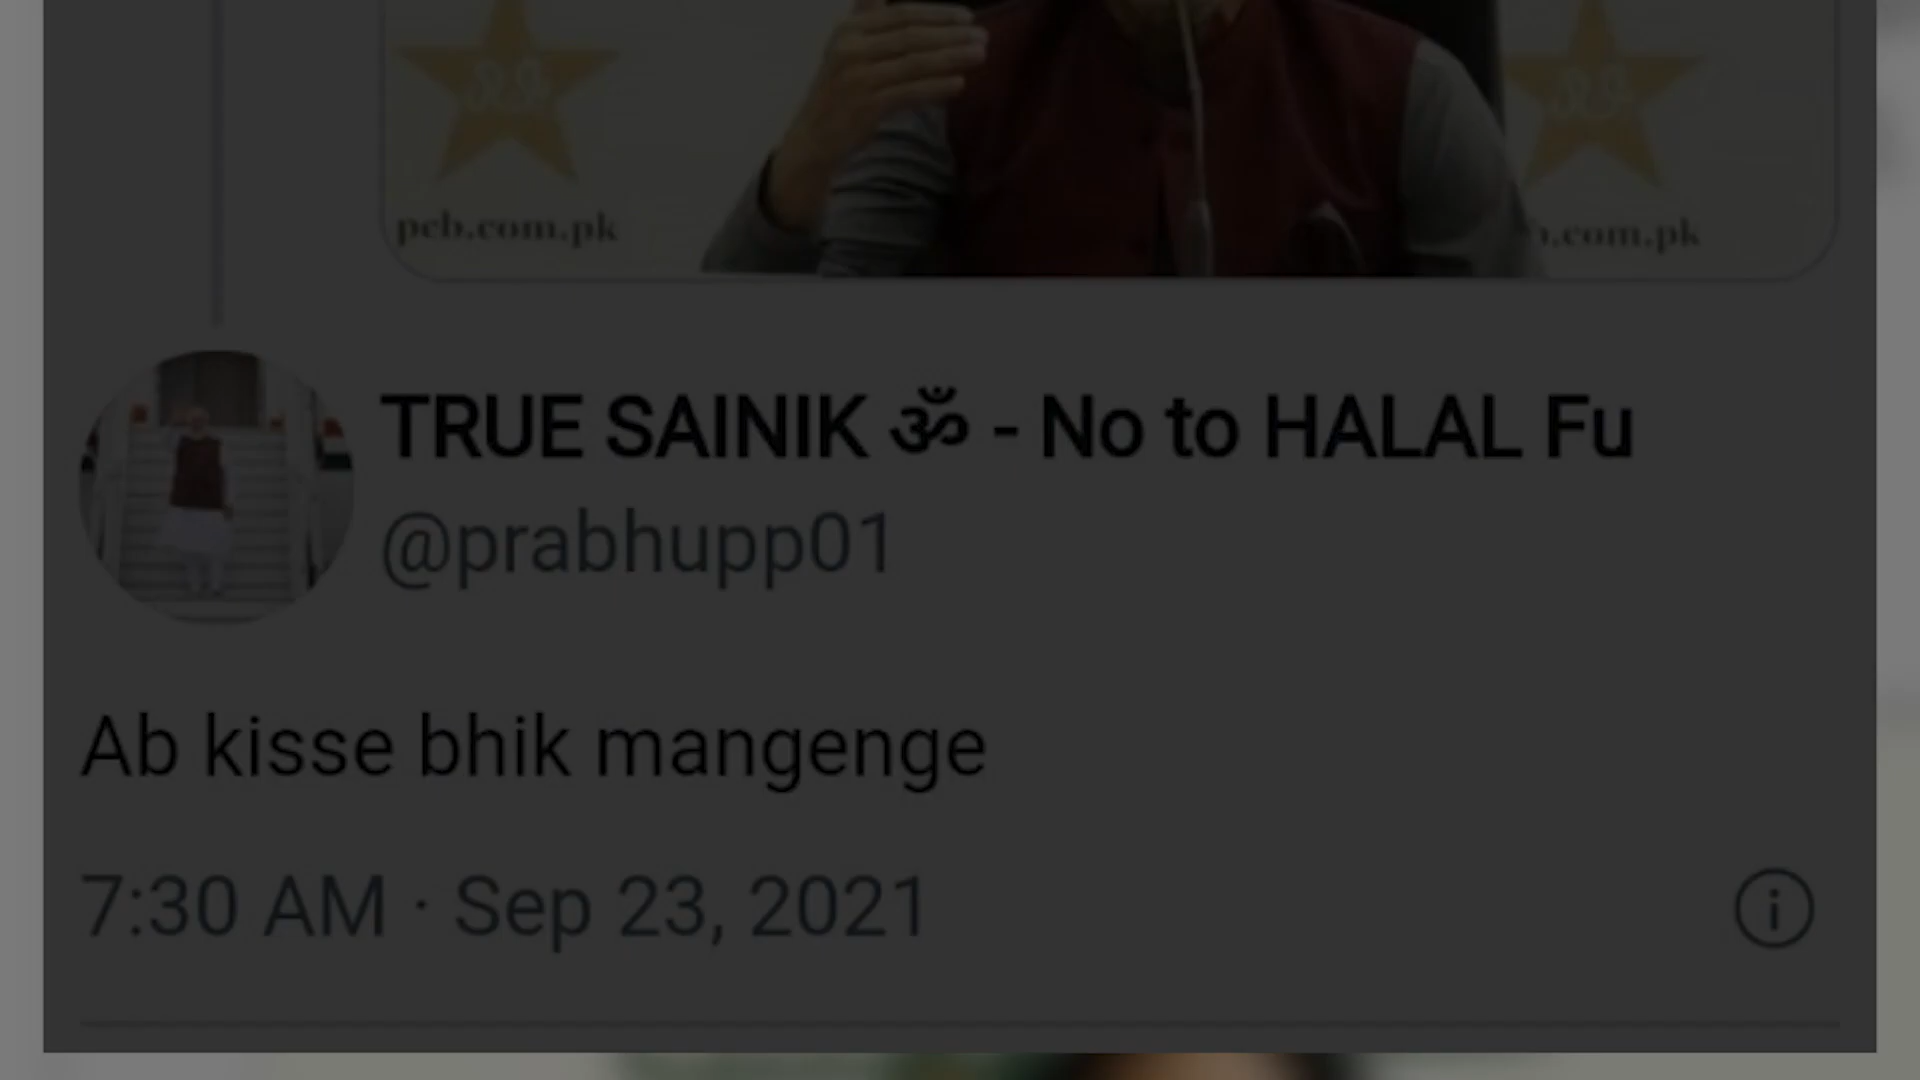 pcb.com.pk
.com.pk
TRUE SAINIK ॐ - No to HALAL Fu
@prabhupp01
Ab kisse bhik mangenge
7:30 AM · Sep 23, 2021